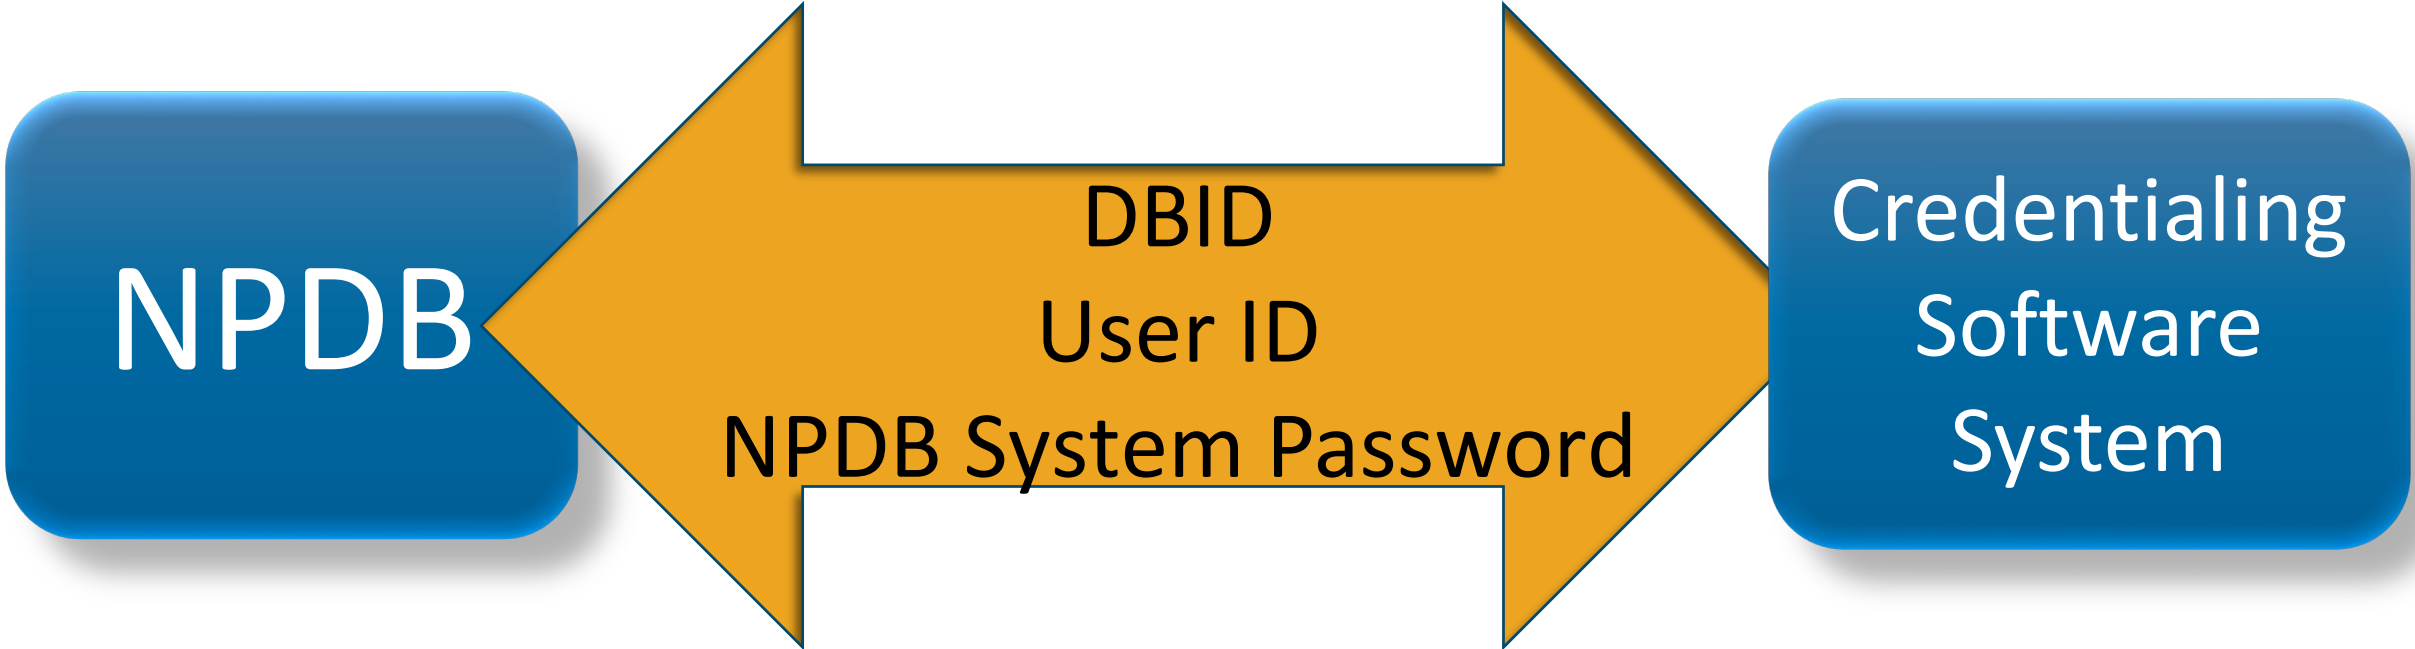 NPDB
DBID
User ID
NPDB System Password
Credentialing
Software
System